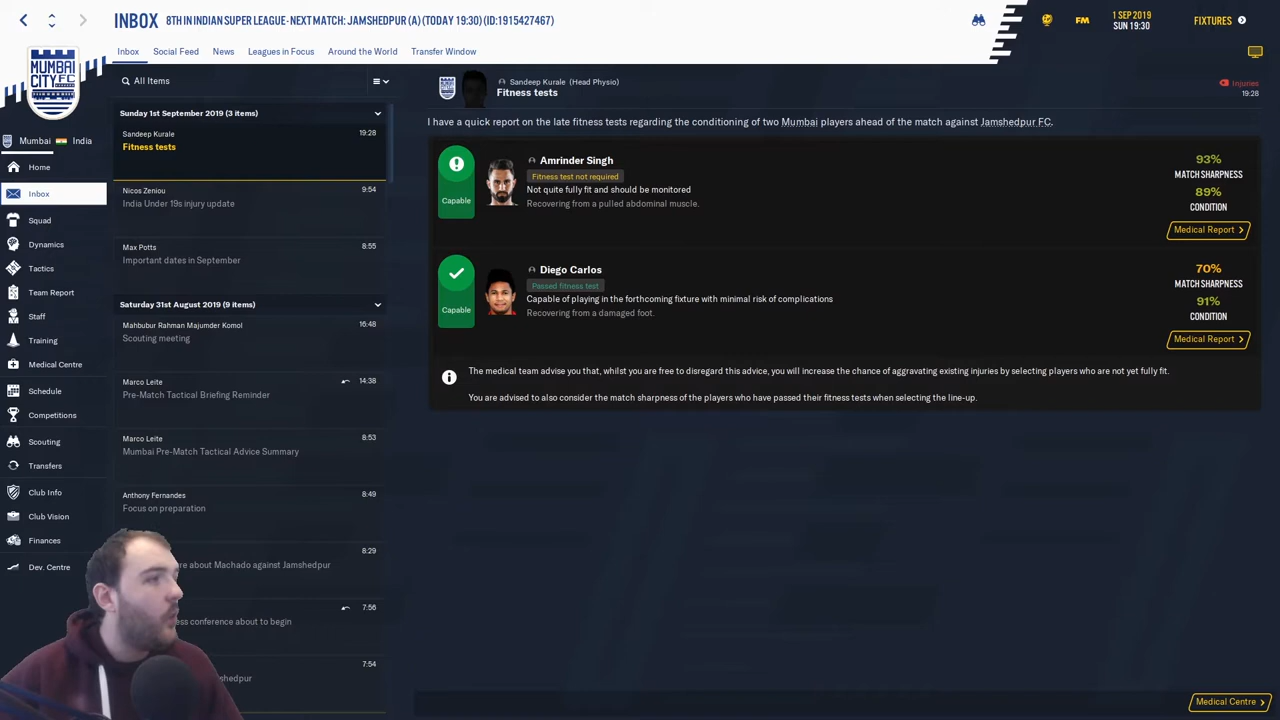 INBOX
8TH IN INDIAN SUPER LEAGUE - NEXT MATCH: JAMSHEDPUR (A) (TODAY 19:30) (ID:1915427467)
FM
1 SEP 2019
SUN 19:30
FIXTURES
Inbox
Social Feed
News
Leagues in Focus
Around the World
Transfer Window
MUMBAI
CITY FC
Mumbai
India
Home
Inbox
Squad
Dynamics
Tactics
Team Report
Staff
Training
Medical Centre
Schedule
Competitions
Scouting
Transfers
Club Info
Club Vision
Finances
Dev. Centre
All Items
Sunday 1st September 2019 (3 items)
Sandeep Kurale 19:28
Fitness tests
Nicos Zeniou 9:54
India Under 19s injury update
Max Potts 8:55
Important dates in September
Saturday 31st August 2019 (9 items)
Mahbubur Rahman Majumder Komol 16:48
Scouting meeting
Marco Leite 14:38
Pre-Match Tactical Briefing Reminder
Marco Leite 8:53
Mumbai Pre-Match Tactical Advice Summary
Anthony Fernandes 8:49
Focus on preparation
8:29
about Machado against Jamshedpur
7:56
conference about to begin
7:54
Sandeep Kurale (Head Physio)
Fitness tests
Injuries
19:28
I have a quick report on the late fitness tests regarding the conditioning of two Mumbai players ahead of the match against Jamshedpur FC.
Capable
Amrinder Singh
Fitness test not required
Not quite fully fit and should be monitored
Recovering from a pulled abdominal muscle.
93%
MATCH SHARPNESS
89%
CONDITION
Medical Report
Capable
Diego Carlos
Passed fitness test
Capable of playing in the forthcoming fixture with minimal risk of complications
Recovering from a damaged foot.
70%
MATCH SHARPNESS
91%
CONDITION
Medical Report
The medical team advise you that, whilst you are free to disregard this advice, you will increase the chance of aggravating existing injuries by selecting players who are not yet fully fit.
You are advised to also consider the match sharpness of the players who have passed their fitness tests when selecting the line-up.
Medical Centre